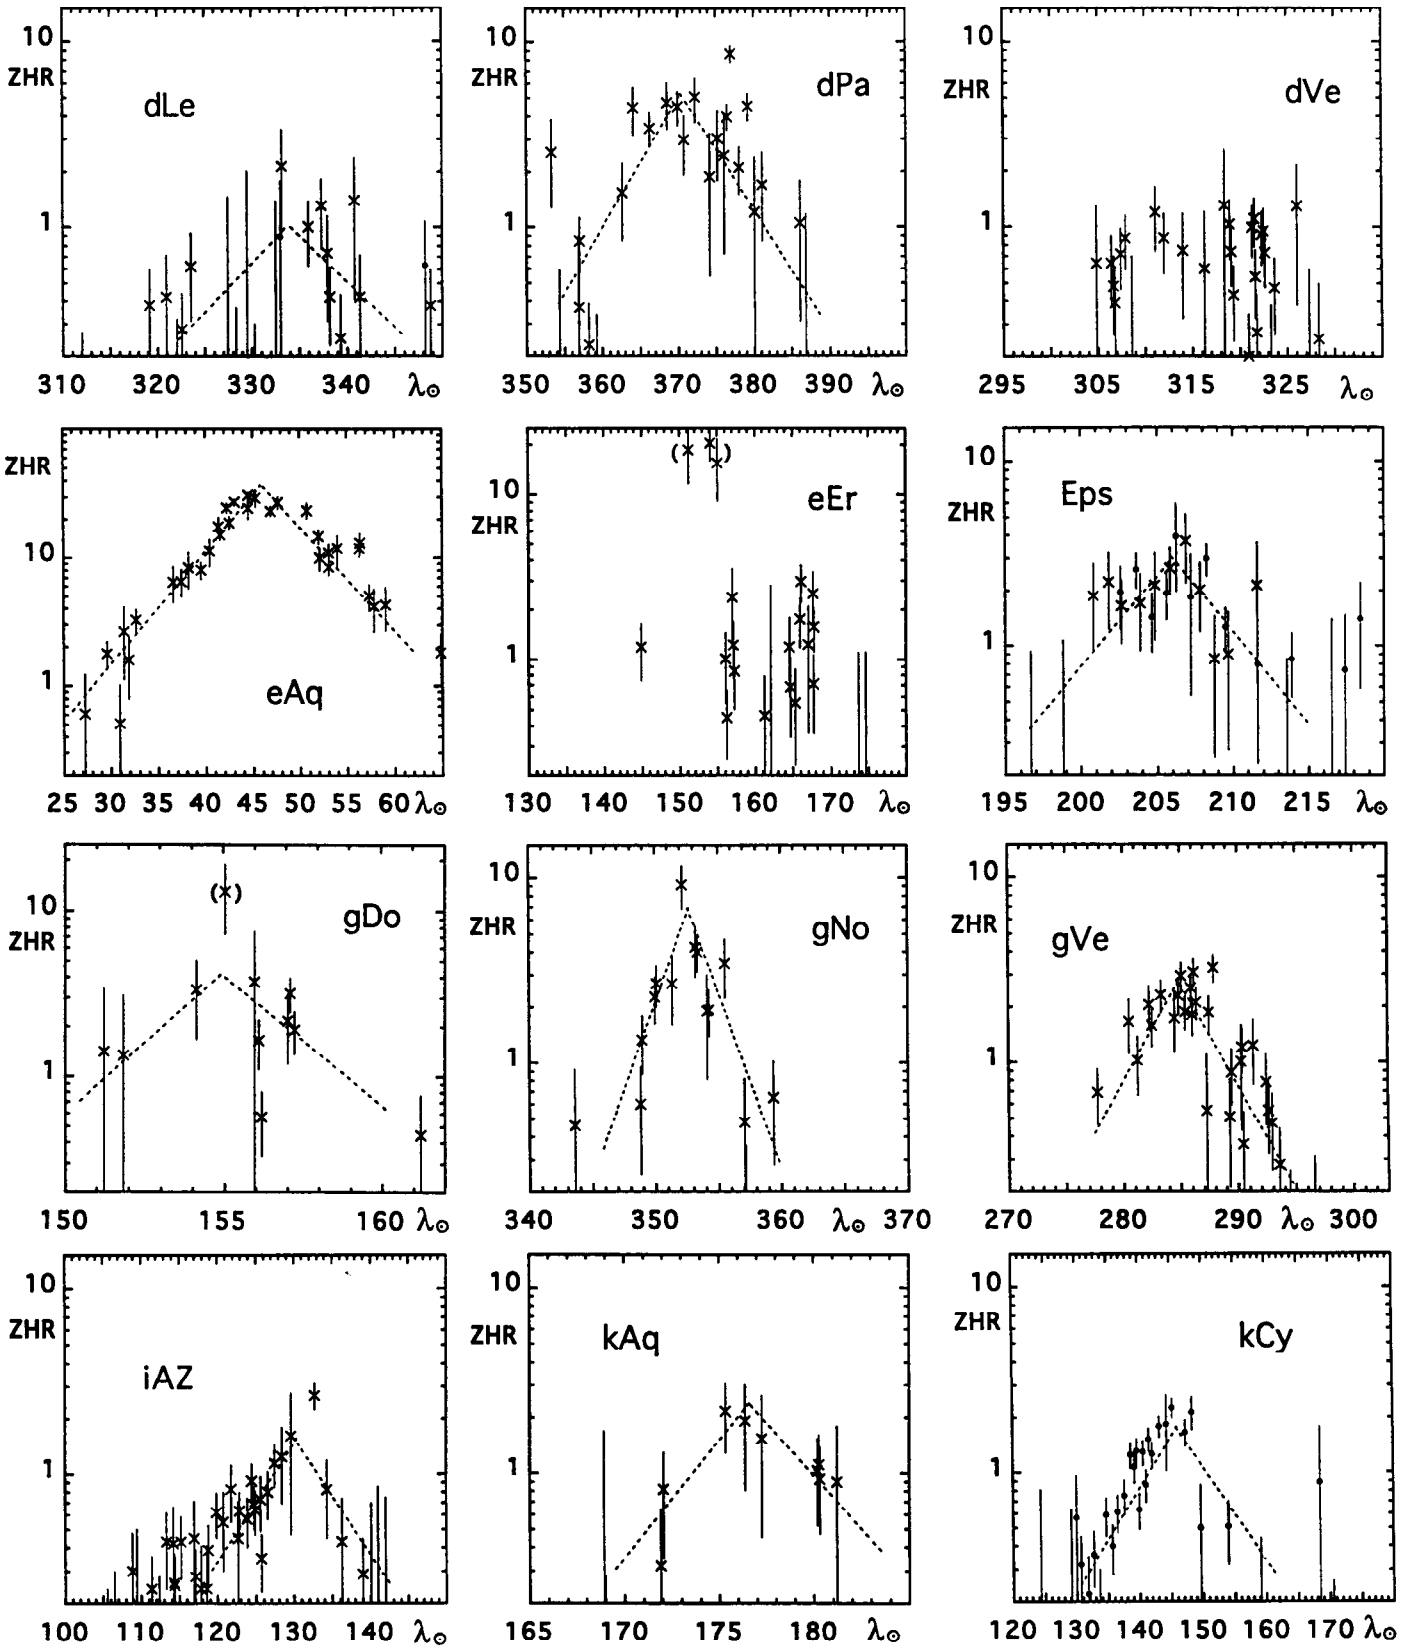 10
ZHR
dLe
1
310 320 330 340 λ⊙
10
ZHR
dPa
1
350 360 370 380 390 λ⊙
10
ZHR
dVe
1
295 305 315 325 λ⊙
ZHR
10
1
eAq
25 30 35 40 45 50 55 60 λ⊙
( )
10
ZHR
eEr
1
130 140 150 160 170 λ⊙
10
Eps
ZHR
1
195 200 205 210 215 λ⊙
( )
10
gDo
ZHR
1
150 155 160 λ⊙
10
ZHR
gNo
1
340 350 360 λ⊙ 370
10
ZHR
gVe
1
270 280 290 λ⊙ 300
10
ZHR
iAZ
1
100 110 120 130 140 λ⊙
10
ZHR
kAq
1
165 170 175 180 λ⊙
10
ZHR
kCy
1
120 130 140 150 160 170 λ⊙